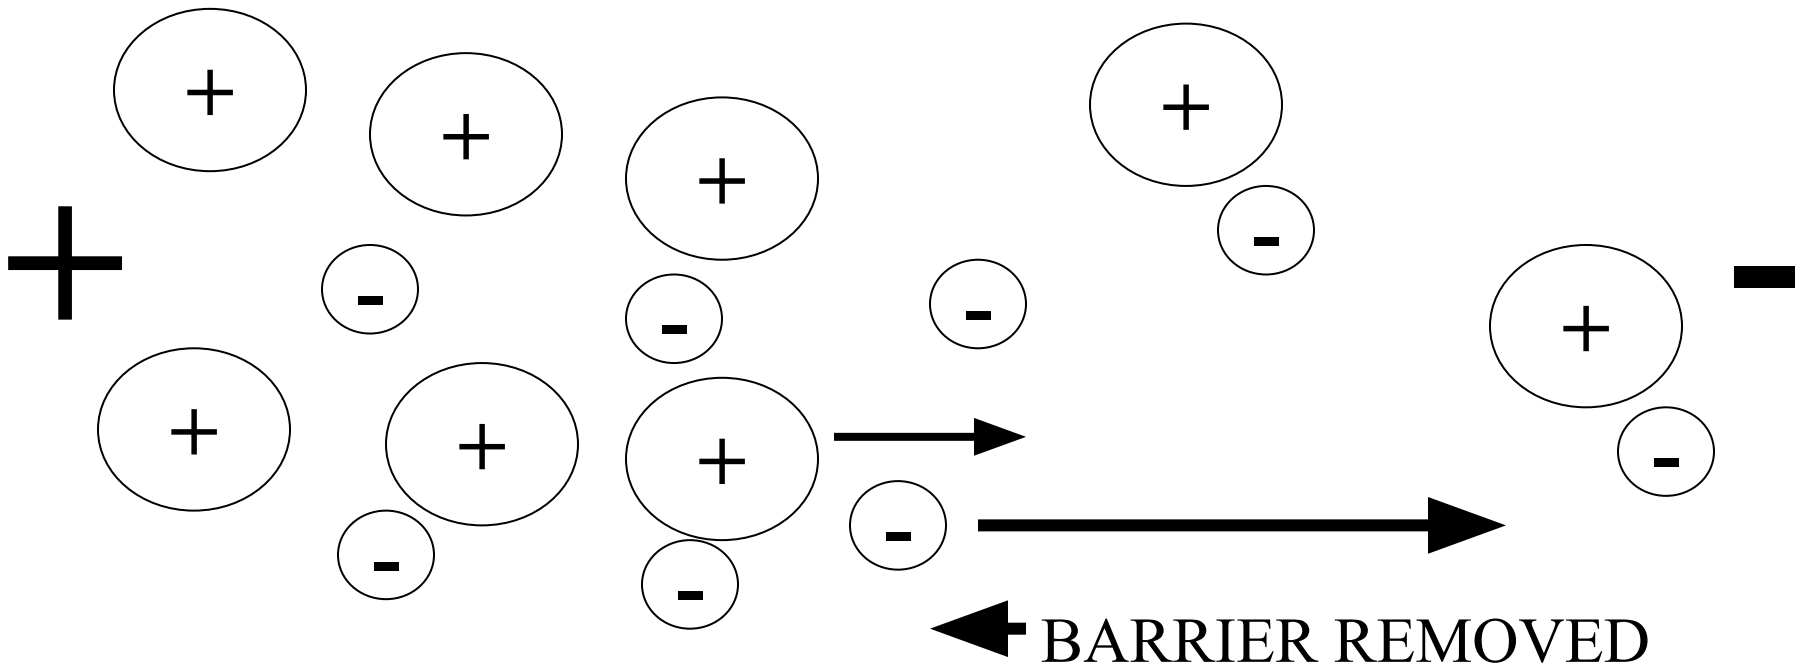 + + + +
+ - - - - + -
+ + + -
- - -
BARRIER REMOVED